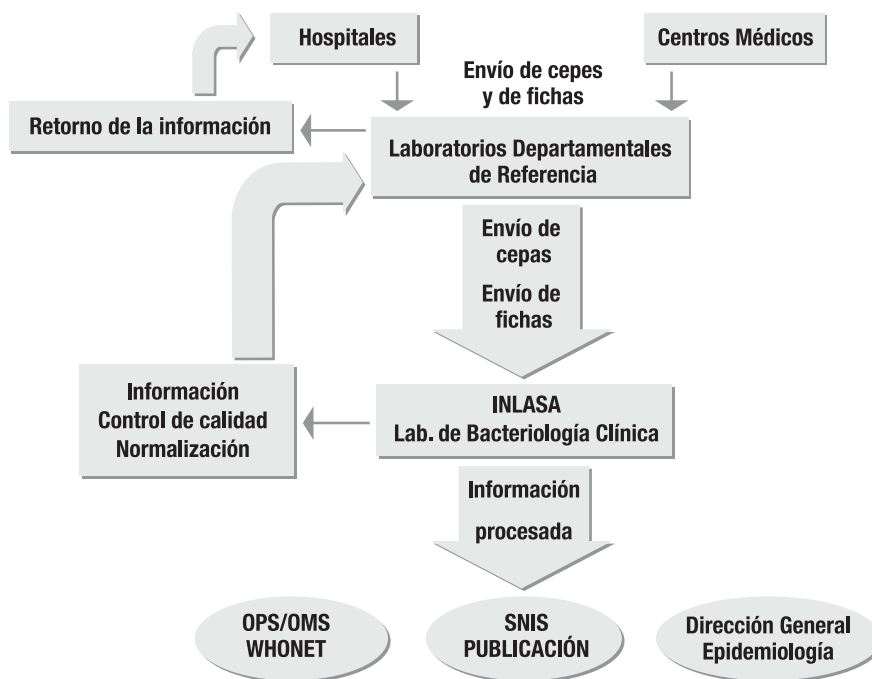 Hospitales
Centros Médicos
Envío de cepes
y de fichas
Retorno de la información
Laboratorios Departamentales
de Referencia
Envío de
cepas
Envío de
fichas
Información
Control de calidad
Normalización
INLASA
Lab. de Bacteriología Clínica
Información
procesada
OPS/OMS
WHONET
SNIS
PUBLICACIÓN
Dirección General
Epidemiología